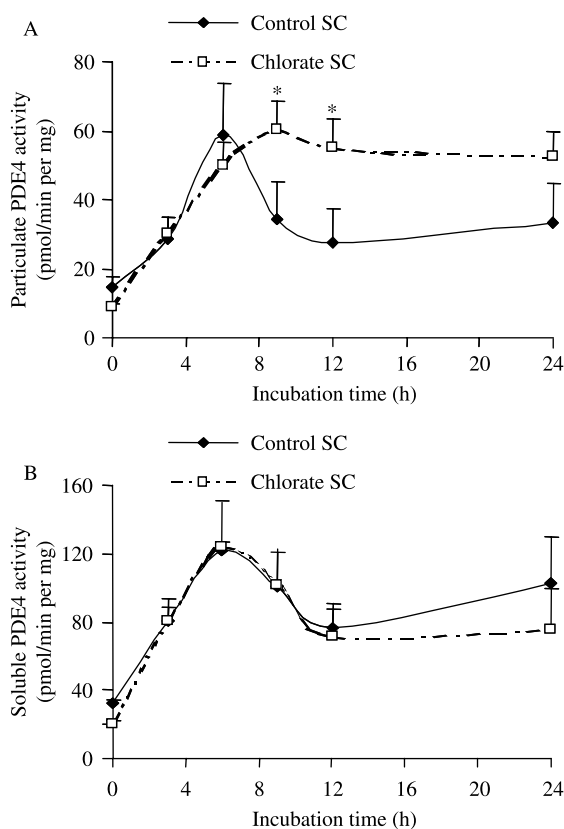 A
Control SC
Chlorate SC
Particulate PDE4 activity
(pmol/min per mg)
80
60
40
20
0
*
*
0 4 8 12 16 20 24
Incubation time (h)
B
Control SC
Chlorate SC
Soluble PDE4 activity
(pmol/min per mg)
160
120
80
40
0
0 4 8 12 16 20 24
Incubation time (h)